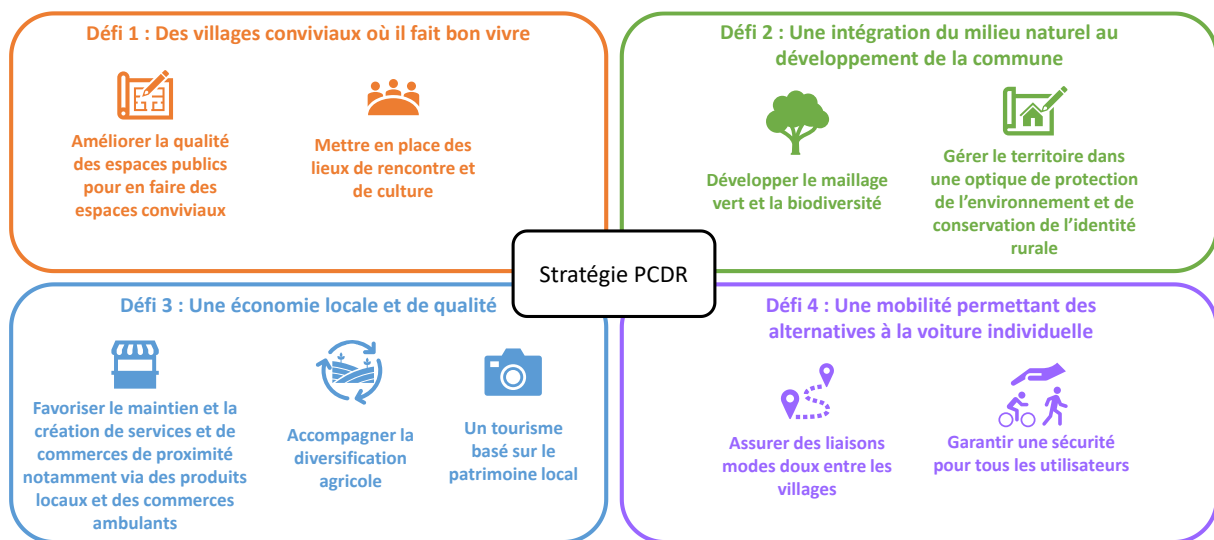 Défi 1 : Des villages conviviaux où il fait bon vivre
Améliorer la qualité
des espaces publics
pour en faire des
espaces conviviaux
Mettre en place des
lieux de rencontre et
de culture
Défi 2 : Une intégration du milieu naturel au
développement de la commune
Développer le maillage
vert et la biodiversité
Gérer le territoire dans
une optique de protection
de l’environnement et de
conservation de l’identité
rurale
Stratégie PCDR
Défi 3 : Une économie locale et de qualité
Favoriser le maintien et la
création de services et de
commerces de proximité
notamment via des produits
locaux et des commerces
ambulants
Accompagner la
diversification
agricole
Un tourisme
basé sur le
patrimoine local
Défi 4 : Une mobilité permettant des
alternatives à la voiture individuelle
Assurer des liaisons
modes doux entre les
villages
Garantir une sécurité
pour tous les utilisateurs